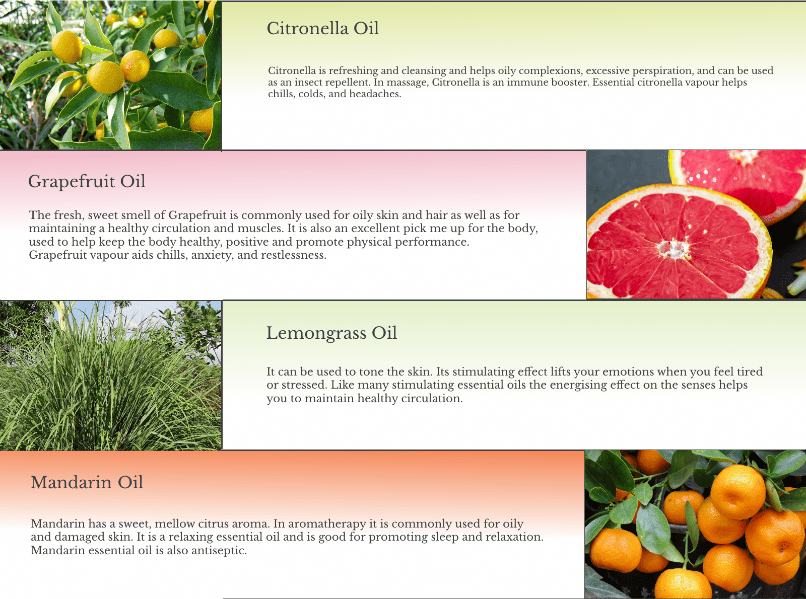 Citronella Oil
Citronella is refreshing and cleansing and helps oily complexions, excessive perspiration, and can be used
as an insect repellent. In massage, Citronella is an immune booster. Essential citronella vapour helps
chills, colds, and headaches.
Grapefruit Oil
The fresh, sweet smell of Grapefruit is commonly used for oily skin and hair as well as for
maintaining a healthy circulation and muscles. It is also an excellent pick me up for the body,
used to help keep the body healthy, positive and promote physical performance.
Grapefruit vapour aids chills, anxiety, and restlessness.
Lemongrass Oil
It can be used to tone the skin. Its stimulating effect lifts your emotions when you feel tired
or stressed. Like many stimulating essential oils the energising effect on the senses helps
you to maintain healthy circulation.
Mandarin Oil
Mandarin has a sweet, mellow citrus aroma. In aromatherapy it is commonly used for oily
and damaged skin. It is a relaxing essential oil and is good for promoting sleep and relaxation.
Mandarin essential oil is also antiseptic.